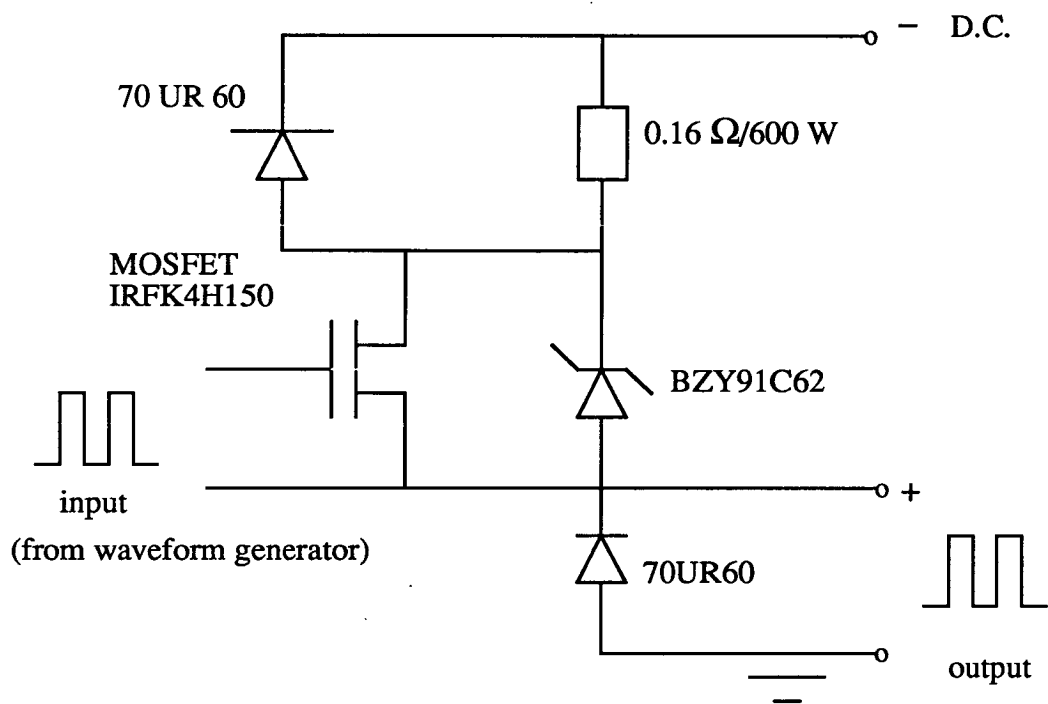 − D.C.
70 UR 60
0.16 Ω/600 W
MOSFET
IRFK4H150
BZY91C62
input
+
(from waveform generator)
70UR60
output